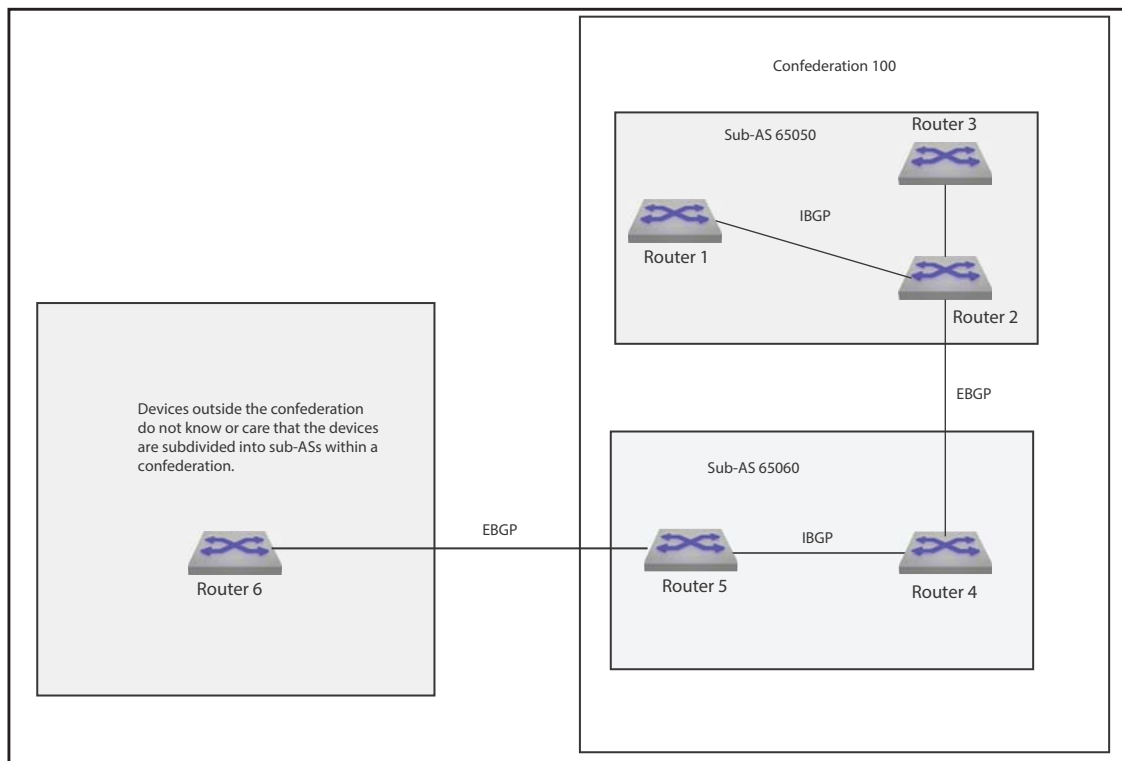 Confederation 100
Sub-AS 65050
Router 3
IBGP
Router 1
Router 2
EBGP
Devices outside the confederation
do not know or care that the devices
are subdivided into sub-ASs within a
confederation.
Sub-AS 65060
EBGP
IBGP
Router 6
Router 5
Router 4